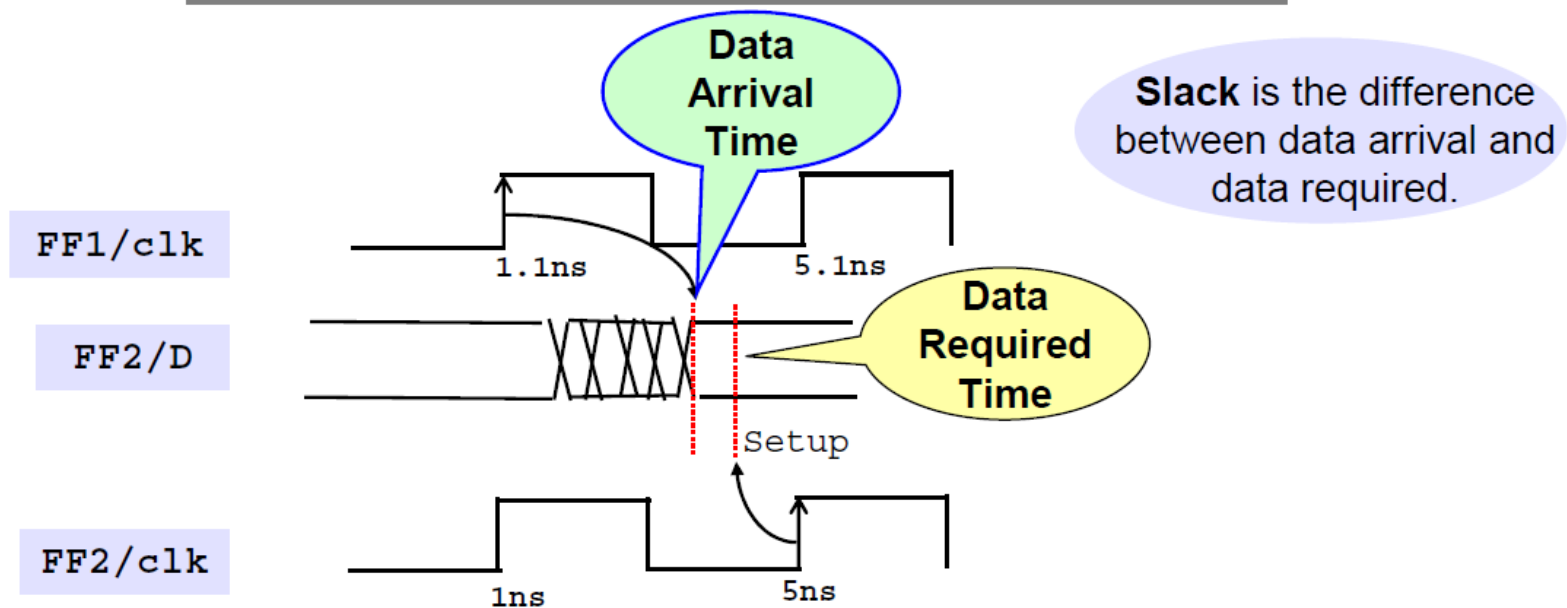 Data
Arrival
Time
Slack is the difference
between data arrival and
data required.
FF1/clk
1.1ns
5.1ns
FF2/D
Data
Required
Time
Setup
FF2/clk
1ns
5ns